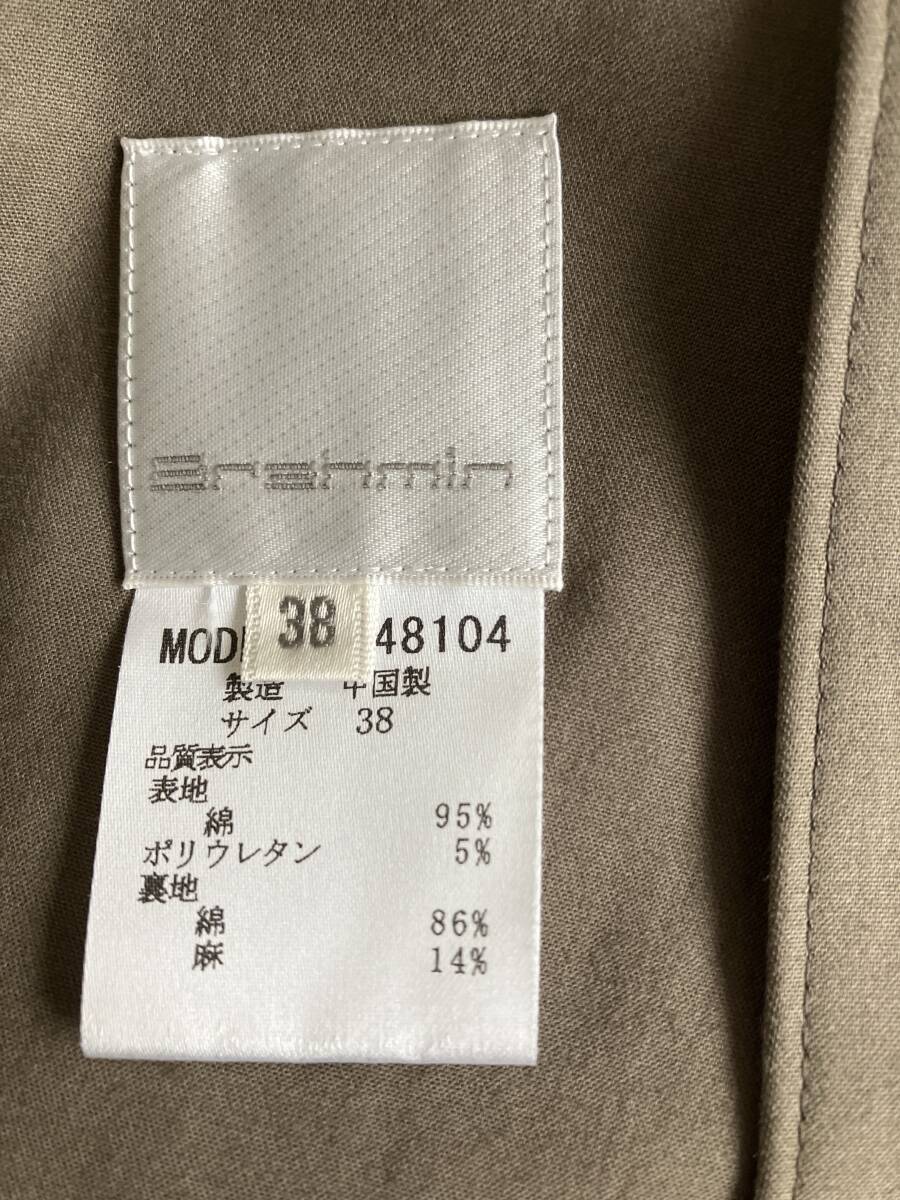 Brahmin
38
MOD 48104
製造 中国製
サイズ 38
品質表示
表地
綿 95%
ポリウレタン 5%
裏地
綿 86%
麻 14%